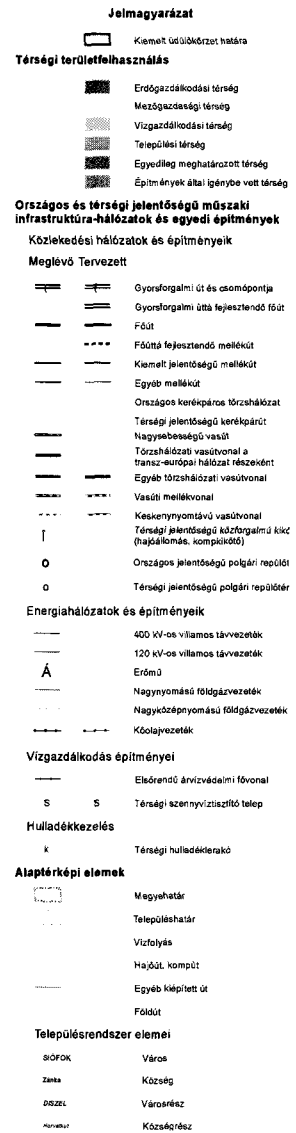 Jelmagyarázat
Kiemelt üdülőkörzet határa
Térségi területfelhasználás
Erdőgazdálkodási térség
Mezőgazdasági térség
Vízgazdálkodási térség
Települési térség
Egyedileg meghatározott térség
Építmények által igénybe vett térség
Országos és térségi jelentőségű műszaki
infrastruktúra-hálózatok és egyedi építmények
Közlekedési hálózatok és építményeik
Meglévő Tervezett
Gyorsforgalmi út és csomópontja
Gyorsforgalmi úttá fejlesztendő főút
Főút
Főúttá fejlesztendő mellékút
Kiemelt jelentőségű mellékút
Egyéb mellékút
Országos kerékpáros törzshálózat
Térségi jelentőségű kerékpárút
Nagysebességű vasút
Törzshálózati vasútvonal a
transz-európai hálózat részeként
Egyéb törzshálózati vasútvonal
Vasúti mellékvonal
Keskenynyomtávú vasútvonal
Térségi jelentőségű közforgalmú kikö
(hajóállomás, kompkikötő)
O Országos jelentőségű polgári repülőt
o Térségi jelentőségű polgári repülőtér
Energiahálózatok és építményeik
400 kV-os villamos távvezeték
120 kV-os villamos távvezeték
Á Erőmű
Nagynyomású földgázvezeték
Nagyközépnyomású földgázvezeték
Kőolajvezeték
Vízgazdálkodás építményei
Elsőrendű árvízvédelmi fővonal
S S Térségi szennyvíztisztító telep
Hulladékkezelés
k Térségi hulladéklerakó
Alaptérképi elemek
Megyehatár
Településhatár
Vízfolyás
Hajóút, kompút
Egyéb kiépített út
Földút
Településrendszer elemei
SIÓFOK Város
Zánka Község
DISZEL Városrész
Községrész